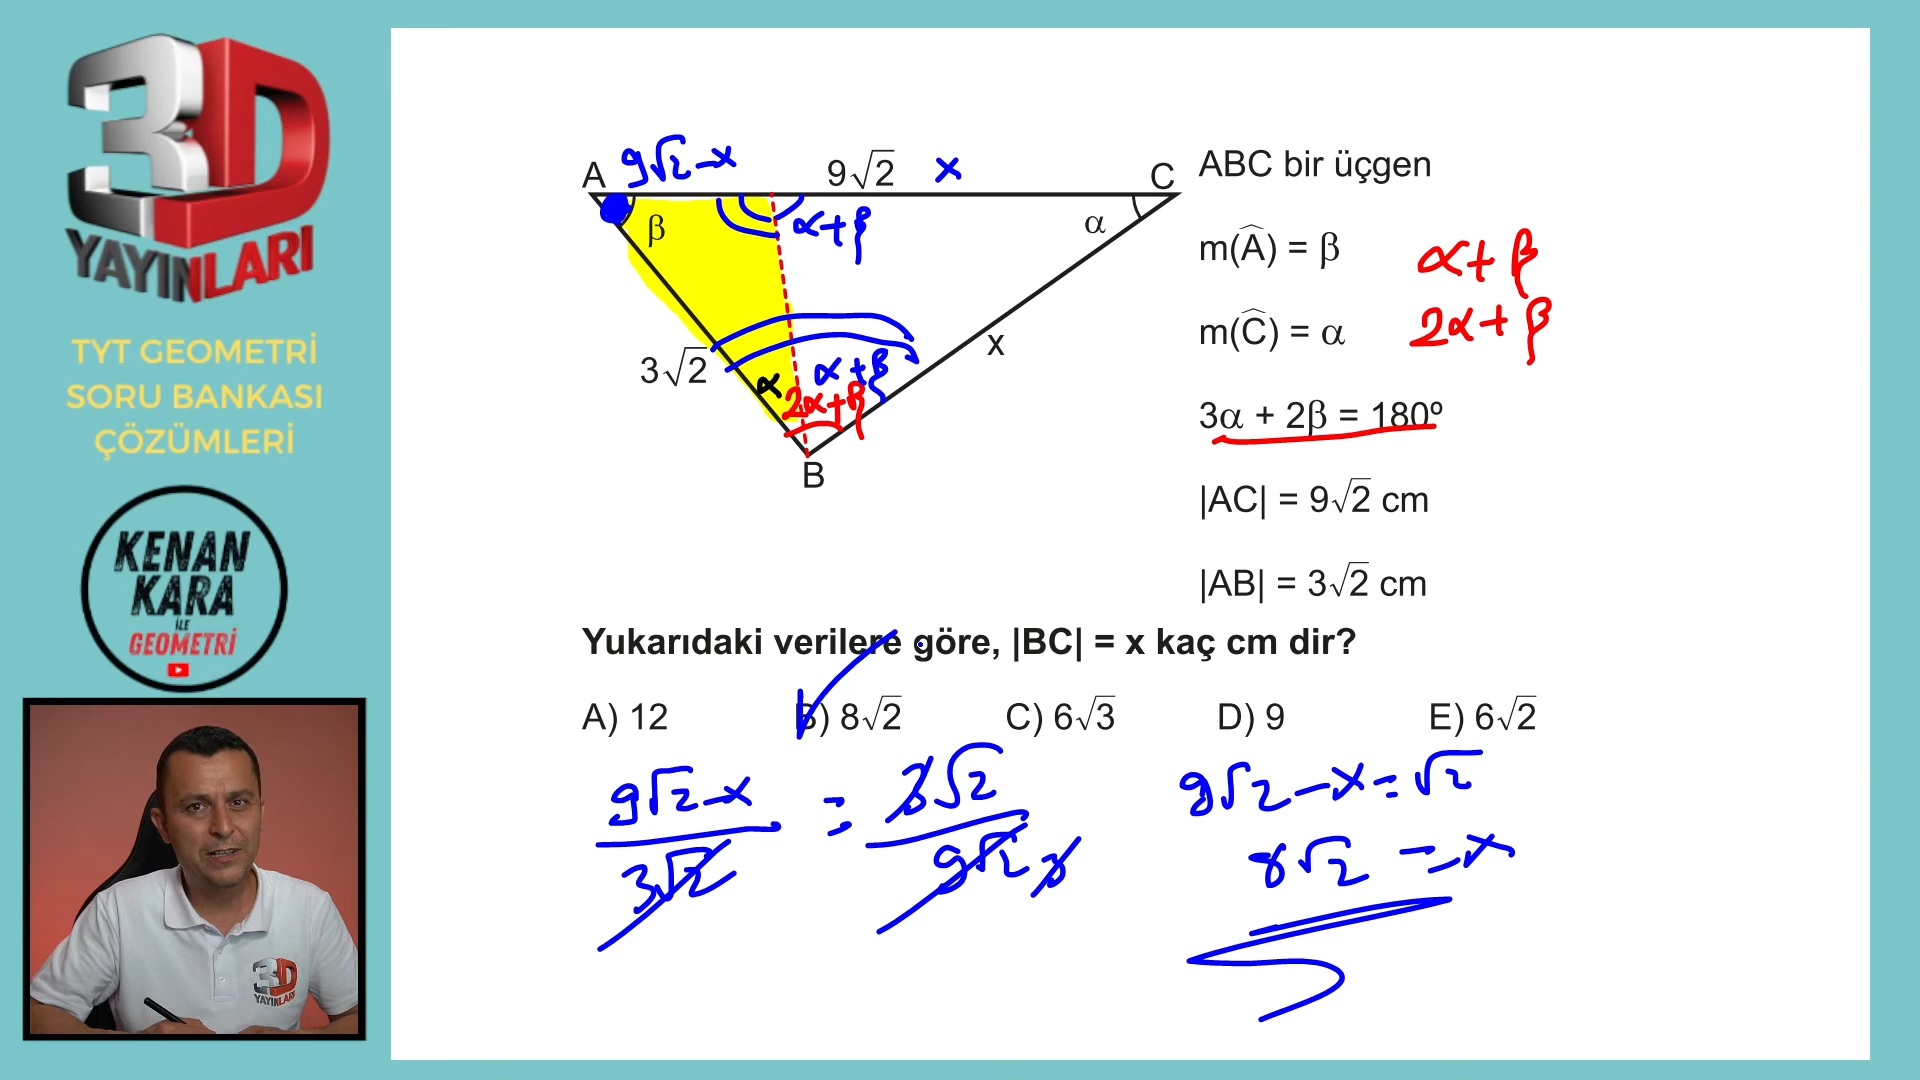 3D
YAYINLARI
TYT GEOMETRİ
SORU BANKASI
ÇÖZÜMLERİ
KENAN
KARA
İLE
GEOMETRİ
3D
YAYINLARI
A 9√2-x 9√2 x C
β α+β α
3√2 x
α α+β
2α+β
B
ABC bir üçgen
m(Â) = β α+β
m(Ĉ) = α 2α+β
3α + 2β = 180º
|AC| = 9√2 cm
|AB| = 3√2 cm
Yukarıdaki verilere göre, |BC| = x kaç cm dir?
A) 12 B) 8√2 C) 6√3 D) 9 E) 6√2
9√2-x = 3√2 9√2-x=√2
3√2 9√2 3 8√2 = x